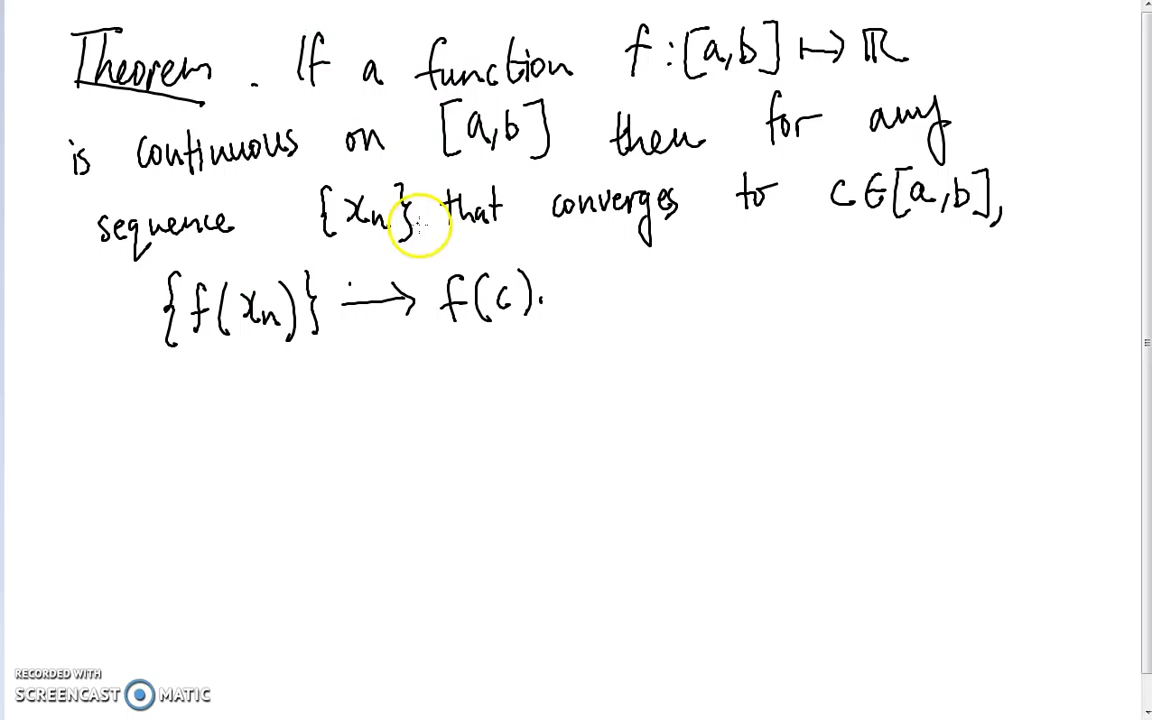 Theorem. If a function f:[a,b] ↦ ℝ
is continuous on [a,b] then for any
sequence {xₙ} that converges to c∈[a,b],
{f(xₙ)} ⟶ f(c).
RECORDED WITH
SCREENCAST MATIC